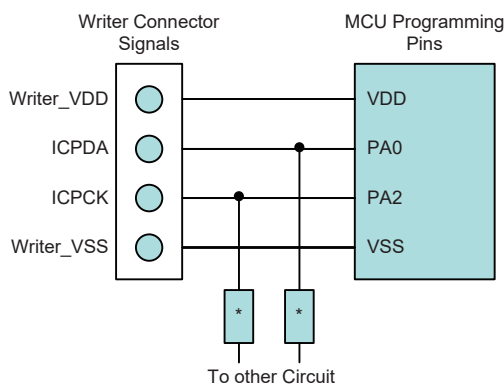 Writer Connector
Signals
MCU Programming
Pins
Writer_VDD
VDD
ICPDA
PA0
ICPCK
PA2
Writer_VSS
VSS
*
*
To other Circuit